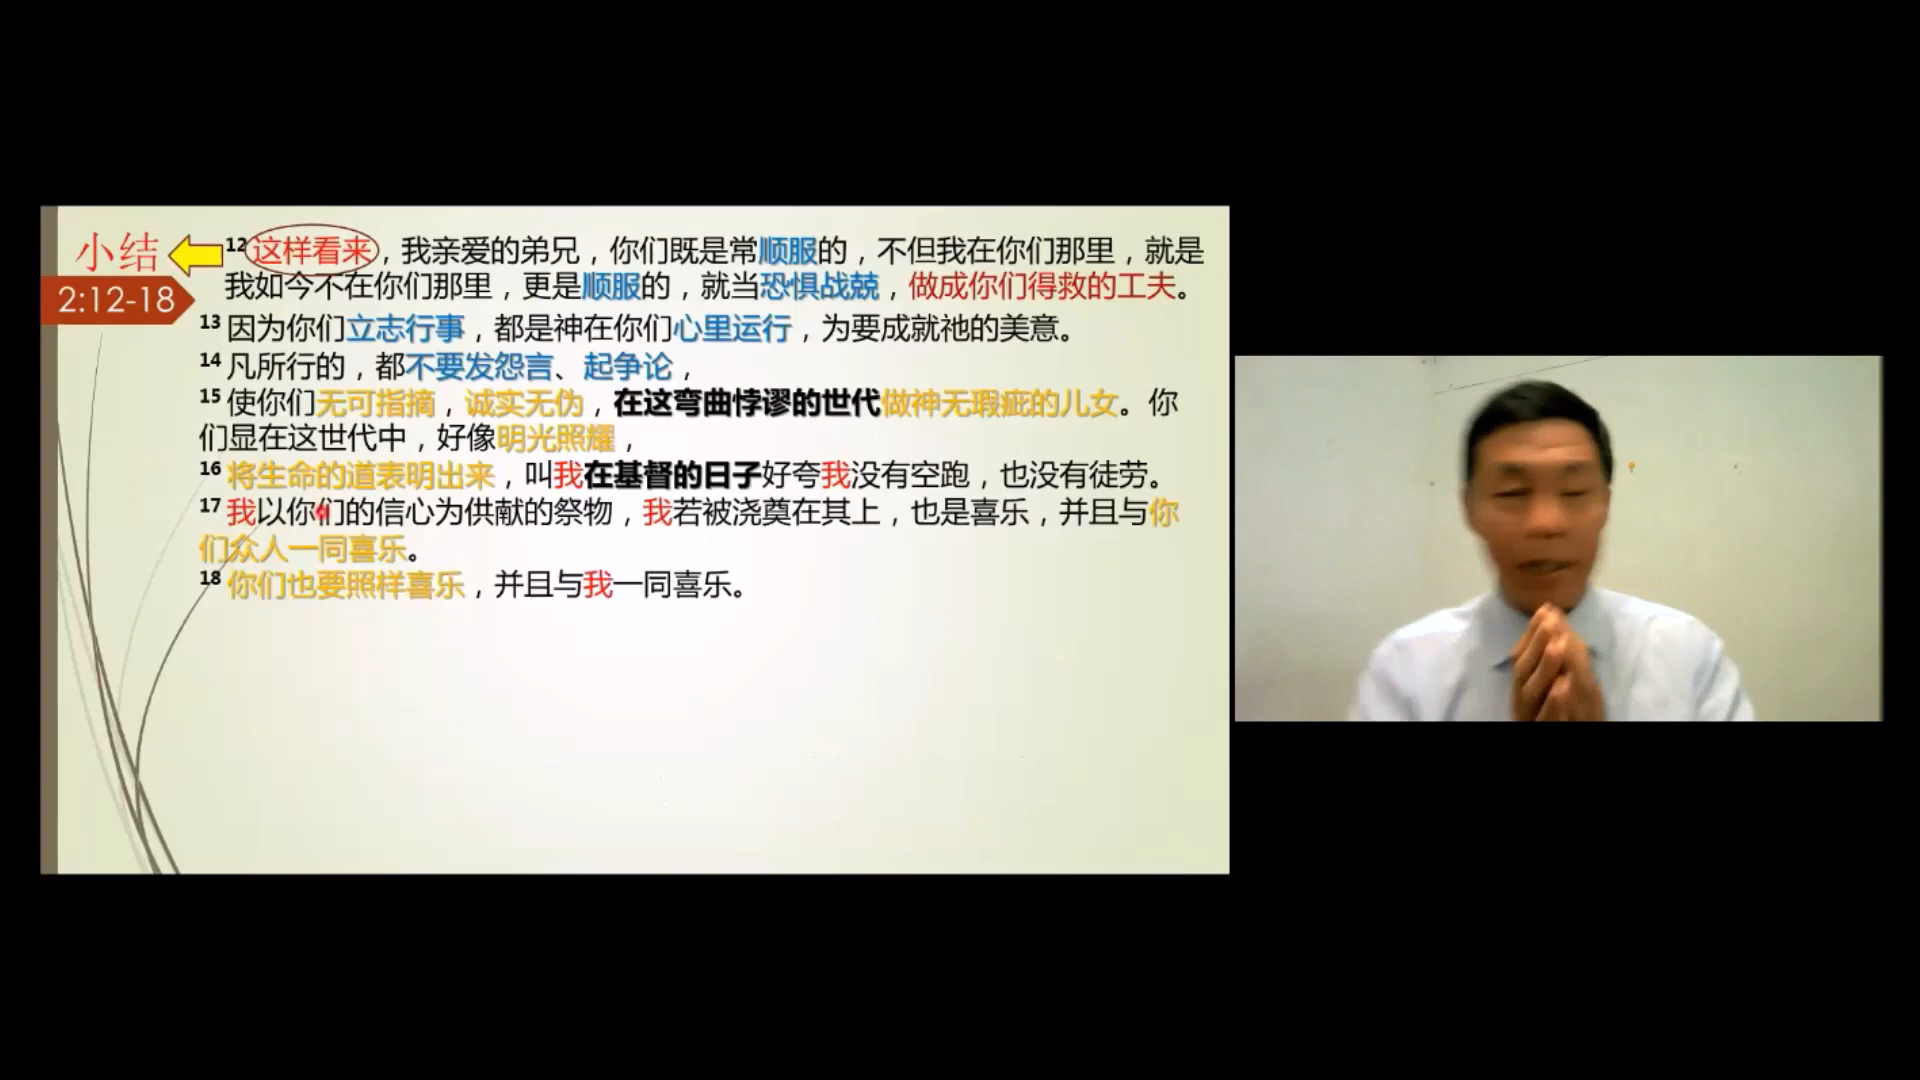 小结
2:12-18
12 这样看来，我亲爱的弟兄，你们既是常顺服的，不但我在你们那里，就是
我如今不在你们那里，更是顺服的，就当恐惧战兢，做成你们得救的工夫。
13 因为你们立志行事，都是神在你们心里运行，为要成就祂的美意。
14 凡所行的，都不要发怨言、起争论，
15 使你们无可指摘，诚实无伪，在这弯曲悖谬的世代做神无瑕疵的儿女。你
们显在这世代中，好像明光照耀，
16 将生命的道表明出来，叫我在基督的日子好夸我没有空跑，也没有徒劳。
17 我以你们的信心为供献的祭物，我若被浇奠在其上，也是喜乐，并且与你
们众人一同喜乐。
18 你们也要照样喜乐，并且与我一同喜乐。